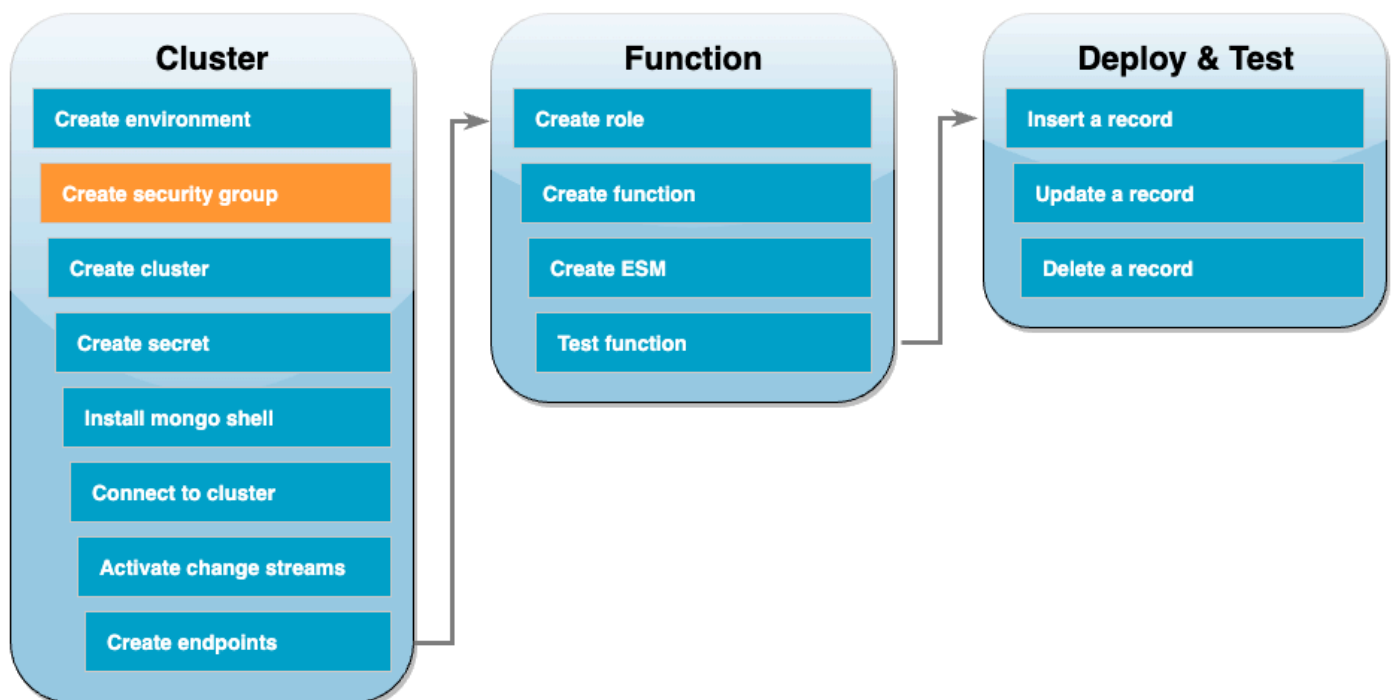 Cluster
Create environment
Create security group
Create cluster
Create secret
Install mongo shell
Connect to cluster
Activate change streams
Create endpoints
Function
Create role
Create function
Create ESM
Test function
Deploy & Test
Insert a record
Update a record
Delete a record